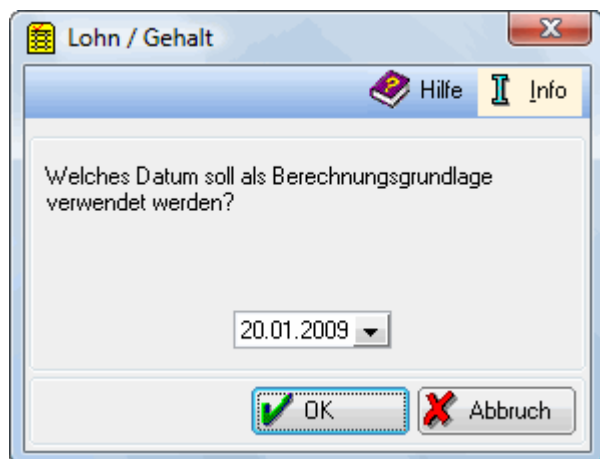 Lohn / Gehalt
Hilfe Info
Welches Datum soll als Berechnungsgrundlage
verwendet werden?
20.01.2009
OK Abbruch